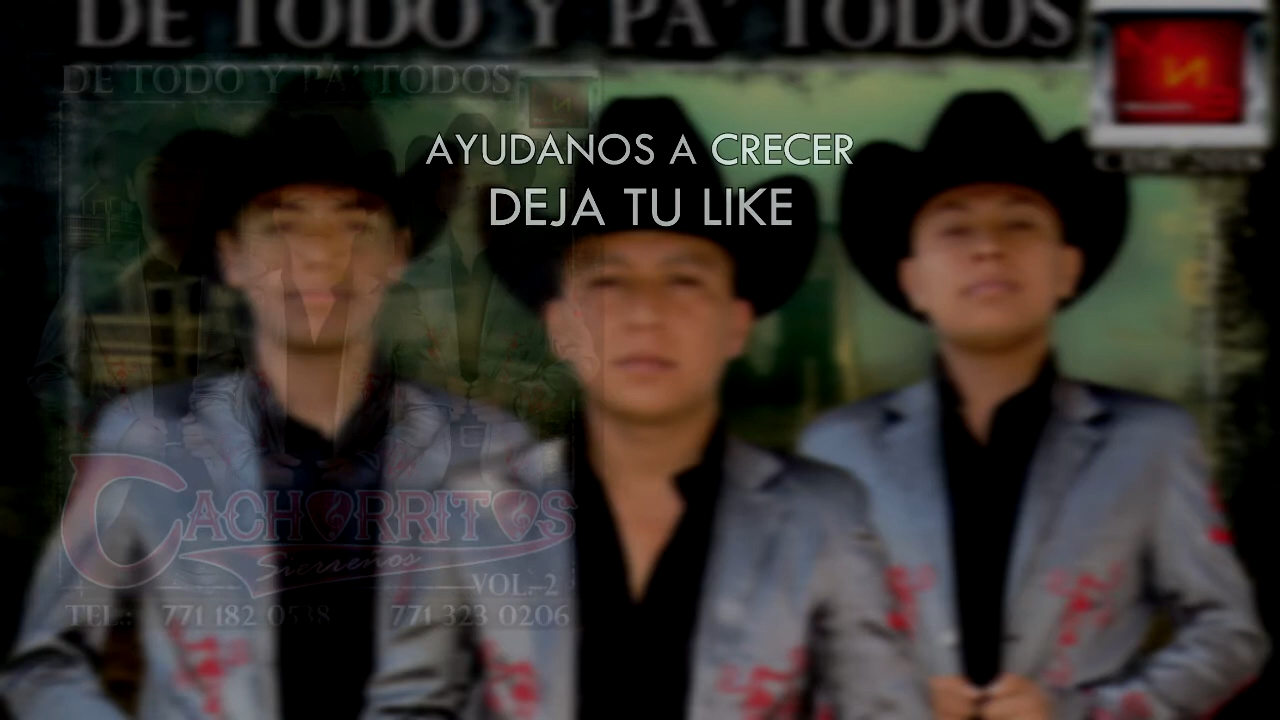 DE TODO Y PA' TODOS
DE TODO Y PA' TODOS
AYUDANOS A CRECER
DEJA TU LIKE
CACHORRITOS
Sierreños
VOL.-2
TEL.: 771 182 0538 771 323 0206